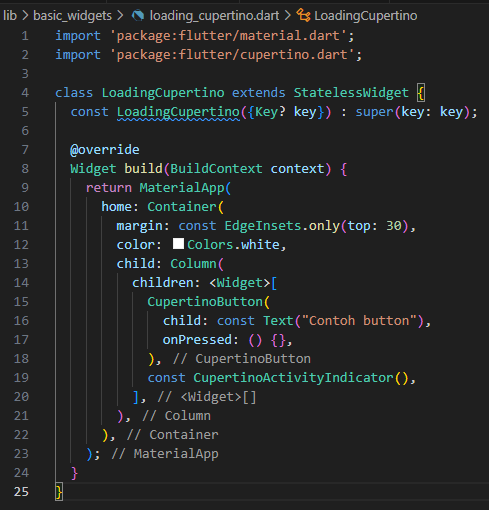 lib > basic_widgets > loading_cupertino.dart > LoadingCupertino
1 import 'package:flutter/material.dart';
2 import 'package:flutter/cupertino.dart';
3
4 class LoadingCupertino extends StatelessWidget {
5   const LoadingCupertino({Key? key}) : super(key: key);
6
7   @override
8   Widget build(BuildContext context) {
9     return MaterialApp(
10       home: Container(
11         margin: const EdgeInsets.only(top: 30),
12         color: Colors.white,
13         child: Column(
14           children: <Widget>[
15             CupertinoButton(
16               child: const Text("Contoh button"),
17               onPressed: () {},
18             ), // CupertinoButton
19             const CupertinoActivityIndicator(),
20           ], // <Widget>[]
21         ), // Column
22       ), // Container
23     ); // MaterialApp
24   }
25 }